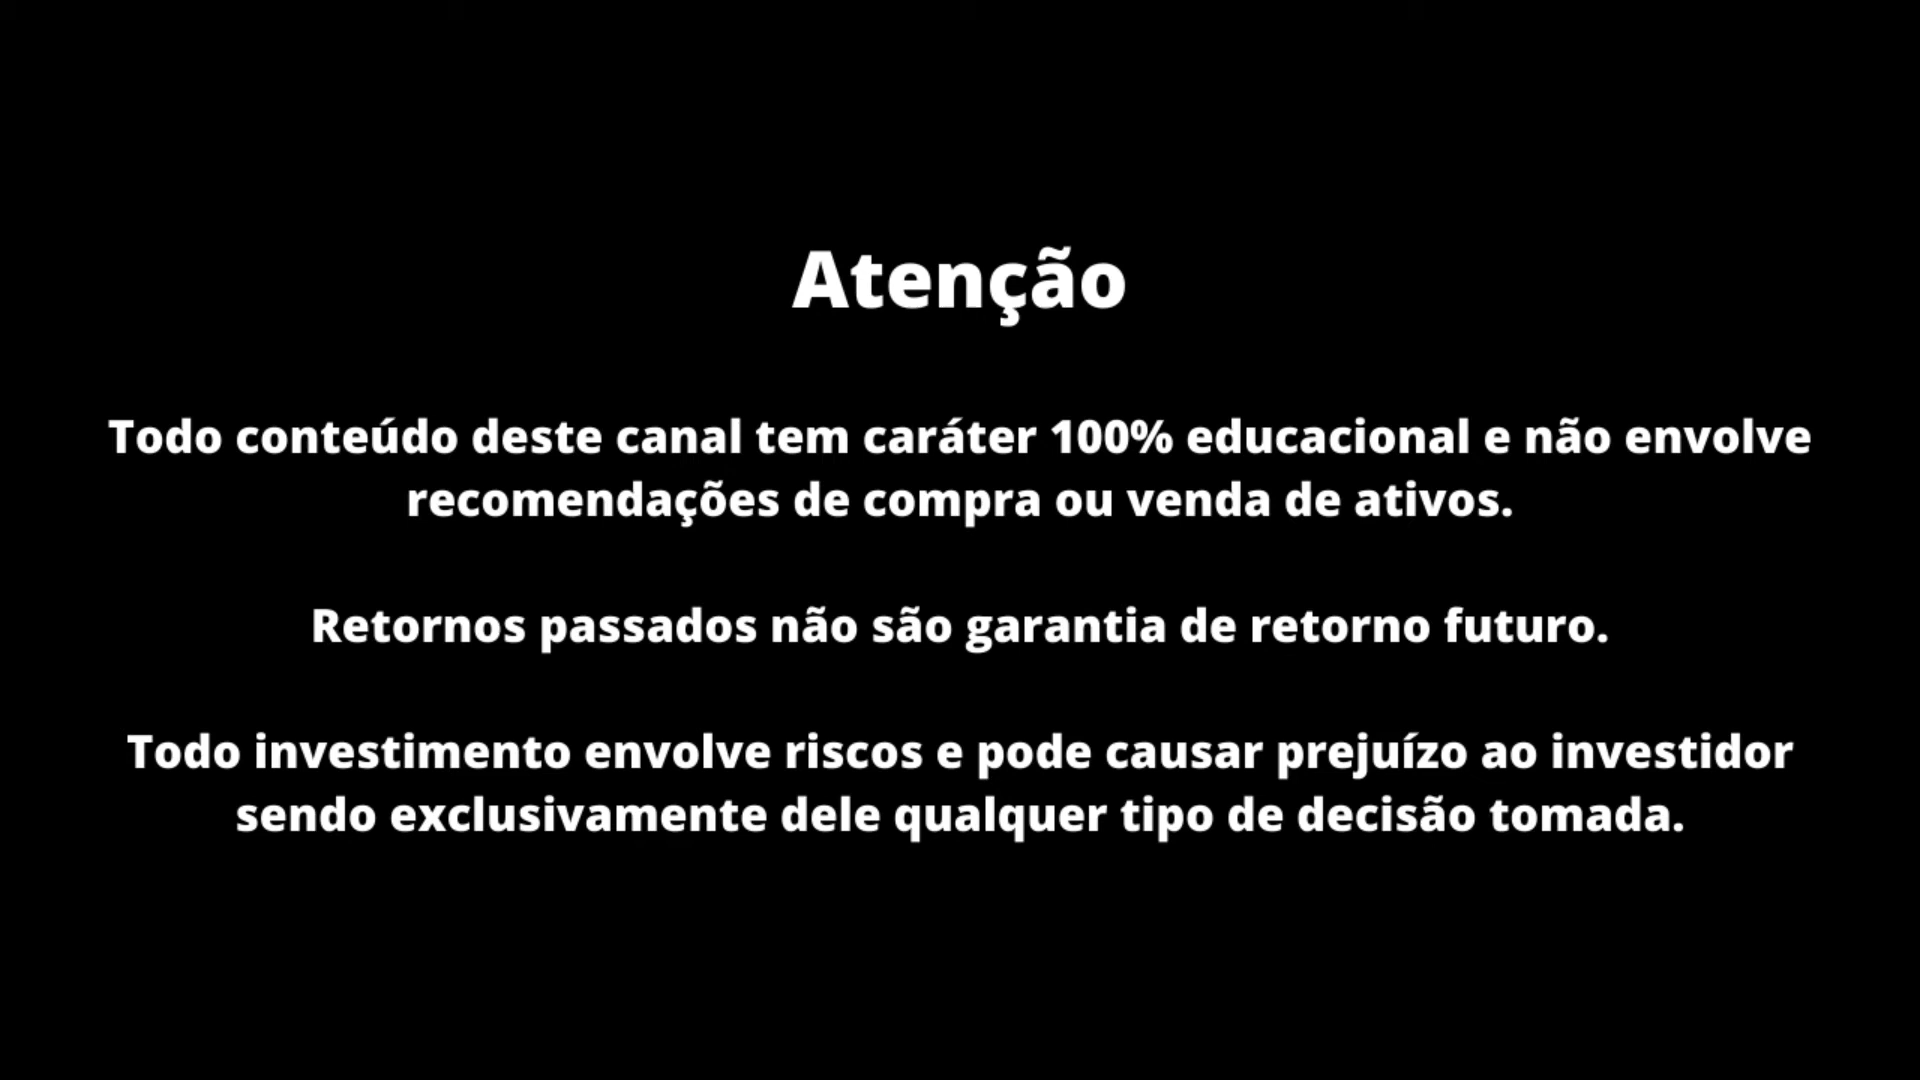 Atenção
Todo conteúdo deste canal tem caráter 100% educacional e não envolve
recomendações de compra ou venda de ativos.
Retornos passados não são garantia de retorno futuro.
Todo investimento envolve riscos e pode causar prejuízo ao investidor
sendo exclusivamente dele qualquer tipo de decisão tomada.